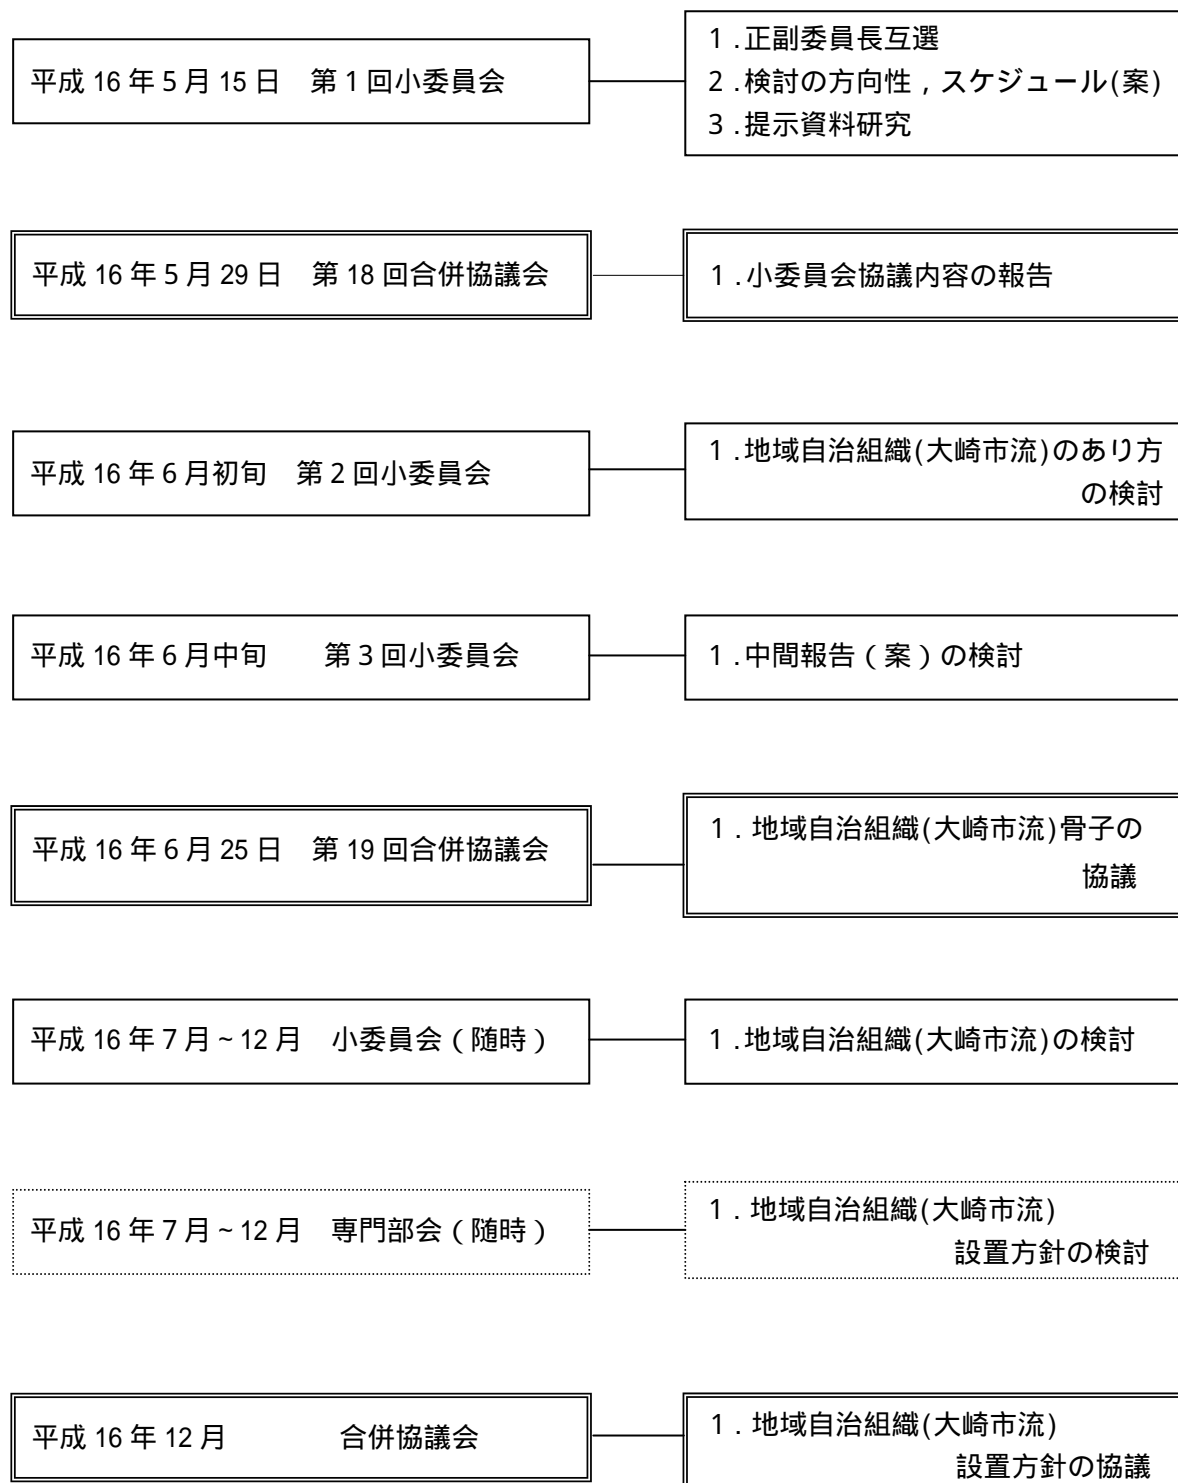 平成 16 年 5 月 15 日　第 1 回小委員会
1 .正副委員長互選
2 .検討の方向性 , スケジュール(案)
3 .提示資料研究
平成 16 年 5 月 29 日　第 18 回合併協議会
1 .小委員会協議内容の報告
平成 16 年 6 月初旬　第 2 回小委員会
1 .地域自治組織(大崎市流)のあり方
の検討
平成 16 年 6 月中旬　　第 3 回小委員会
1 .中間報告 ( 案 ) の検討
平成 16 年 6 月 25 日　第 19 回合併協議会
1 . 地域自治組織(大崎市流)骨子の
協議
平成 16 年 7 月 ~ 12 月　小委員会 ( 随時 )
1 .地域自治組織(大崎市流)の検討
平成 16 年 7 月 ~ 12 月　専門部会 ( 随時 )
1 . 地域自治組織(大崎市流)
設置方針の検討
平成 16 年 12 月　　　　合併協議会
1 . 地域自治組織(大崎市流)
設置方針の協議